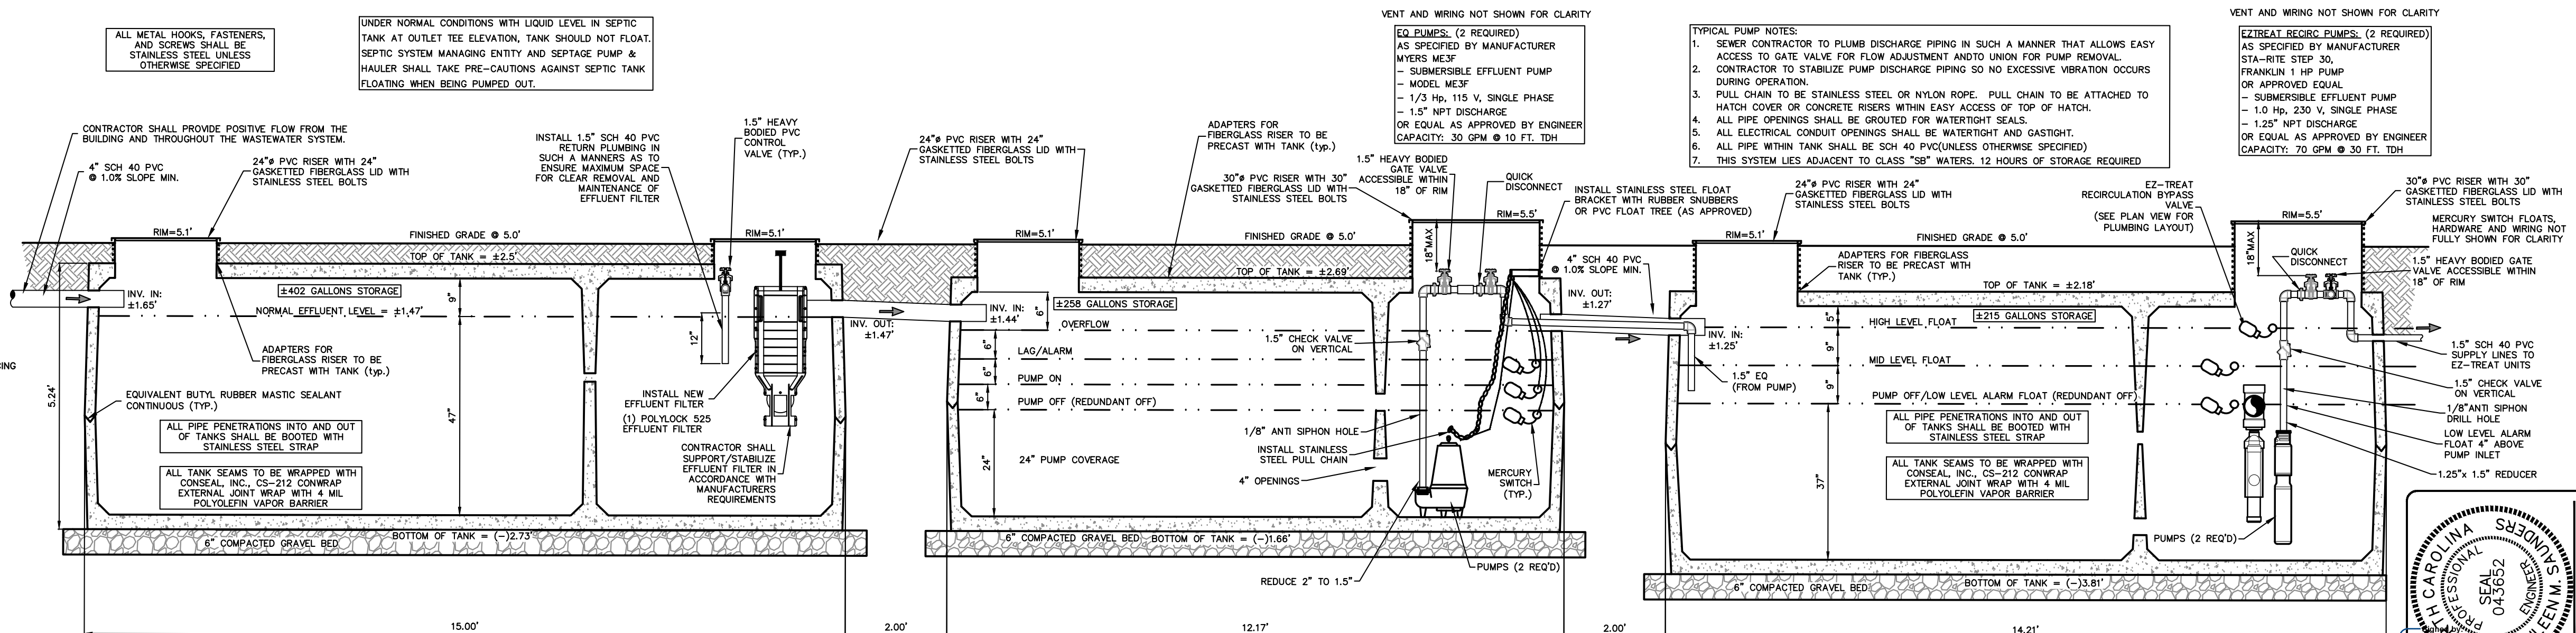 ALL METAL HOOKS, FASTENERS,
AND SCREWS SHALL BE
STAINLESS STEEL UNLESS
OTHERWISE SPECIFIED
UNDER NORMAL CONDITIONS WITH LIQUID LEVEL IN SEPTIC
TANK AT OUTLET TEE ELEVATION, TANK SHOULD NOT FLOAT.
SEPTIC SYSTEM MANAGING ENTITY AND SEPTAGE PUMP &
HAULER SHALL TAKE PRE-CAUTIONS AGAINST SEPTIC TANK
FLOATING WHEN BEING PUMPED OUT.
VENT AND WIRING NOT SHOWN FOR CLARITY
EQ PUMPS: (2 REQUIRED)
AS SPECIFIED BY MANUFACTURER
MYERS ME3F
- SUBMERSIBLE EFFLUENT PUMP
- MODEL ME3F
- 1/3 Hp, 115 V, SINGLE PHASE
- 1.5" NPT DISCHARGE
OR EQUAL AS APPROVED BY ENGINEER
CAPACITY: 30 GPM @ 10 FT. TDH
TYPICAL PUMP NOTES:
1. SEWER CONTRACTOR TO PLUMB DISCHARGE PIPING IN SUCH A MANNER THAT ALLOWS EASY
ACCESS TO GATE VALVE FOR FLOW ADJUSTMENT ANDTO UNION FOR PUMP REMOVAL.
2. CONTRACTOR TO STABILIZE PUMP DISCHARGE PIPING SO NO EXCESSIVE VIBRATION OCCURS
DURING OPERATION.
3. PULL CHAIN TO BE STAINLESS STEEL OR NYLON ROPE. PULL CHAIN TO BE ATTACHED TO
HATCH COVER OR CONCRETE RISERS WITHIN EASY ACCESS OF TOP OF HATCH.
4. ALL PIPE OPENINGS SHALL BE GROUTED FOR WATERTIGHT SEALS.
5. ALL ELECTRICAL CONDUIT OPENINGS SHALL BE WATERTIGHT AND GASTIGHT.
6. ALL PIPE WITHIN TANK SHALL BE SCH 40 PVC(UNLESS OTHERWISE SPECIFIED)
7. THIS SYSTEM LIES ADJACENT TO CLASS "SB" WATERS. 12 HOURS OF STORAGE REQUIRED
VENT AND WIRING NOT SHOWN FOR CLARITY
EZTREAT RECIRC PUMPS: (2 REQUIRED)
AS SPECIFIED BY MANUFACTURER
STA-RITE STEP 30,
FRANKLIN 1 HP PUMP
OR APPROVED EQUAL
- SUBMERSIBLE EFFLUENT PUMP
- 1.0 Hp, 230 V, SINGLE PHASE
- 1.25" NPT DISCHARGE
OR EQUAL AS APPROVED BY ENGINEER
CAPACITY: 70 GPM @ 30 FT. TDH
CONTRACTOR SHALL PROVIDE POSITIVE FLOW FROM THE
BUILDING AND THROUGHOUT THE WASTEWATER SYSTEM.
4" SCH 40 PVC
@ 1.0% SLOPE MIN.
24"ø PVC RISER WITH 24"
GASKETTED FIBERGLASS LID WITH
STAINLESS STEEL BOLTS
INSTALL 1.5" SCH 40 PVC
RETURN PLUMBING IN
SUCH A MANNERS AS TO
ENSURE MAXIMUM SPACE
FOR CLEAR REMOVAL AND
MAINTENANCE OF
EFFLUENT FILTER
1.5" HEAVY
BODIED PVC
CONTROL
VALVE (TYP.)
RIM=5.1'
FINISHED GRADE @ 5.0'
RIM=5.1'
TOP OF TANK = ±2.5'
INV. IN:
±1.65'
±402 GALLONS STORAGE
9"
NORMAL EFFLUENT LEVEL = ±1.47'
12"
INV. OUT:
±1.47'
ADAPTERS FOR
FIBERGLASS RISER TO BE
PRECAST WITH TANK (typ.)
CING
5.24'
EQUIVALENT BUTYL RUBBER MASTIC SEALANT
CONTINUOUS (TYP.)
47"
INSTALL NEW
EFFLUENT FILTER
(1) POLYLOCK 525
EFFLUENT FILTER
CONTRACTOR SHALL
SUPPORT/STABILIZE
EFFLUENT FILTER IN
ACCORDANCE WITH
MANUFACTURERS
REQUIREMENTS
ALL PIPE PENETRATIONS INTO AND OUT
OF TANKS SHALL BE BOOTED WITH
STAINLESS STEEL STRAP
ALL TANK SEAMS TO BE WRAPPED WITH
CONSEAL, INC., CS-212 CONWRAP
EXTERNAL JOINT WRAP WITH 4 MIL
POLYOLEFIN VAPOR BARRIER
6" COMPACTED GRAVEL BED
BOTTOM OF TANK = (-)2.73'
15.00'
2.00'
24"ø PVC RISER WITH 24"
GASKETTED FIBERGLASS LID WITH
STAINLESS STEEL BOLTS
ADAPTERS FOR
FIBERGLASS RISER TO BE
PRECAST WITH TANK (typ.)
30"ø PVC RISER WITH 30"
GASKETTED FIBERGLASS LID WITH
STAINLESS STEEL BOLTS
1.5" HEAVY BODIED
GATE VALVE
ACCESSIBLE WITHIN
18" OF RIM
QUICK
DISCONNECT
INSTALL STAINLESS STEEL FLOAT
BRACKET WITH RUBBER SNUBBERS
OR PVC FLOAT TREE (AS APPROVED)
RIM=5.1'
FINISHED GRADE @ 5.0'
RIM=5.5'
18"MAX
TOP OF TANK = ±2.69'
4" SCH 40 PVC
@ 1.0% SLOPE MIN.
INV. OUT:
±1.27'
INV. IN:
±1.44'
6"
±258 GALLONS STORAGE
OVERFLOW
6"
LAG/ALARM
6"
PUMP ON
6"
PUMP OFF (REDUNDANT OFF)
24"
24" PUMP COVERAGE
1.5" CHECK VALVE
ON VERTICAL
1/8" ANTI SIPHON HOLE
INSTALL STAINLESS
STEEL PULL CHAIN
4" OPENINGS
MERCURY
SWITCH
(TYP.)
6" COMPACTED GRAVEL BED
BOTTOM OF TANK = (-)1.66'
REDUCE 2" TO 1.5"
PUMPS (2 REQ'D)
12.17'
2.00'
24"ø PVC RISER WITH 24"
GASKETTED FIBERGLASS LID WITH
STAINLESS STEEL BOLTS
EZ-TREAT
RECIRCULATION BYPASS
VALVE
(SEE PLAN VIEW FOR
PLUMBING LAYOUT)
30"ø PVC RISER WITH 30"
GASKETTED FIBERGLASS LID WITH
STAINLESS STEEL BOLTS
MERCURY SWITCH FLOATS,
HARDWARE AND WIRING NOT
FULLY SHOWN FOR CLARITY
RIM=5.1'
FINISHED GRADE @ 5.0'
RIM=5.5'
18"MAX
QUICK
DISCONNECT
1.5" HEAVY BODIED GATE
VALVE ACCESSIBLE WITHIN
18" OF RIM
ADAPTERS FOR FIBERGLASS
RISER TO BE PRECAST WITH
TANK (TYP.)
TOP OF TANK = ±2.18'
INV. IN:
±1.25'
±215 GALLONS STORAGE
5"
HIGH LEVEL FLOAT
9"
MID LEVEL FLOAT
9"
1.5" EQ
(FROM PUMP)
PUMP OFF/LOW LEVEL ALARM FLOAT (REDUNDANT OFF)
1.5" SCH 40 PVC
SUPPLY LINES TO
EZ-TREAT UNITS
1.5" CHECK VALVE
ON VERTICAL
1/8"ANTI SIPHON
DRILL HOLE
LOW LEVEL ALARM
FLOAT 4" ABOVE
PUMP INLET
1.25"x 1.5" REDUCER
ALL PIPE PENETRATIONS INTO AND OUT
OF TANKS SHALL BE BOOTED WITH
STAINLESS STEEL STRAP
ALL TANK SEAMS TO BE WRAPPED WITH
CONSEAL, INC., CS-212 CONWRAP
EXTERNAL JOINT WRAP WITH 4 MIL
POLYOLEFIN VAPOR BARRIER
37"
PUMPS (2 REQ'D)
6" COMPACTED GRAVEL BED
BOTTOM OF TANK = (-)3.81'
14.21'
TH CAROLINA
PROFESSIONAL
SEAL
043652
ENGINEER
LEEN M. SAUNDERS
Signed by: